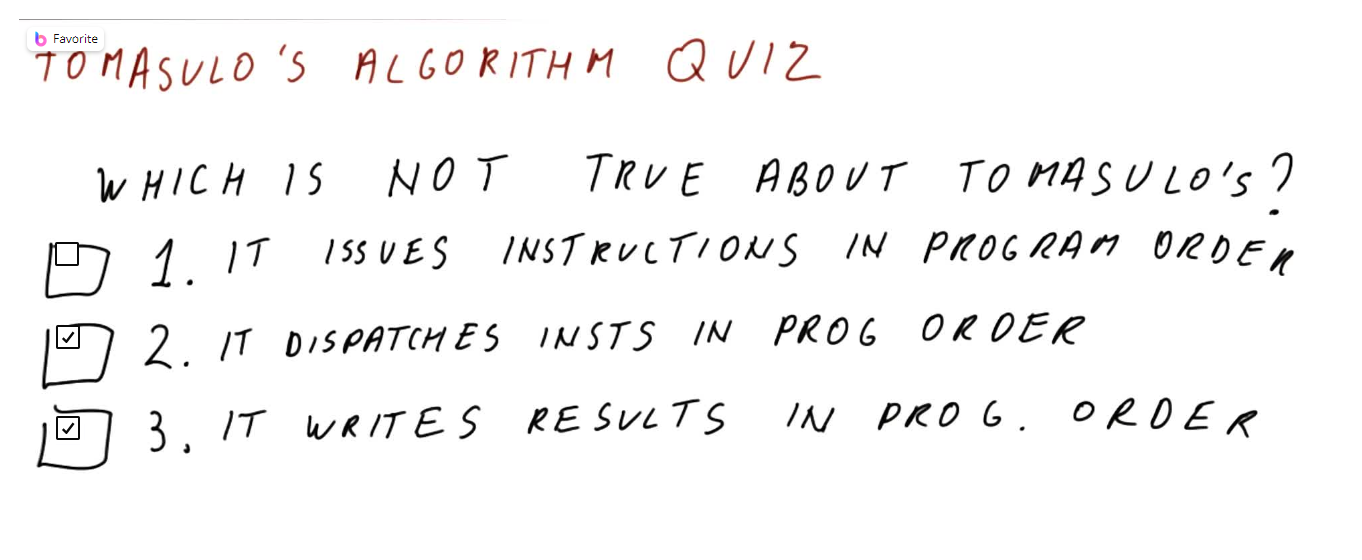 Favorite
TOMASULO'S ALGORITHM QUIZ
WHICH IS NOT TRUE ABOUT TOMASULO'S?
1. IT ISSUES INSTRUCTIONS IN PROGRAM ORDER
2. IT DISPATCHES INSTS IN PROG ORDER
3. IT WRITES RESULTS IN PROG. ORDER